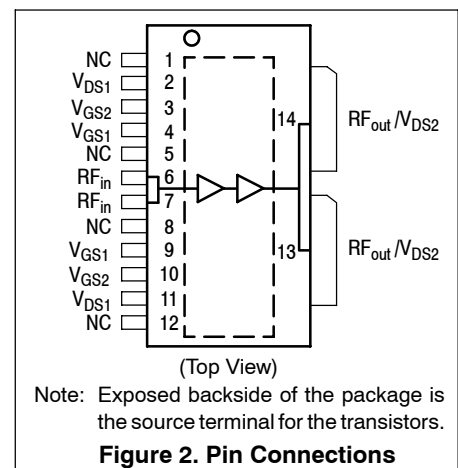 NC 1
VDS1 2
VGS2 3
VGS1 4
NC 5
RFin 6
RFin 7
NC 8
VGS1 9
VGS2 10
VDS1 11
NC 12
14 RFout/VDS2
13 RFout/VDS2
(Top View)
Note: Exposed backside of the package is
the source terminal for the transistors.
Figure 2. Pin Connections